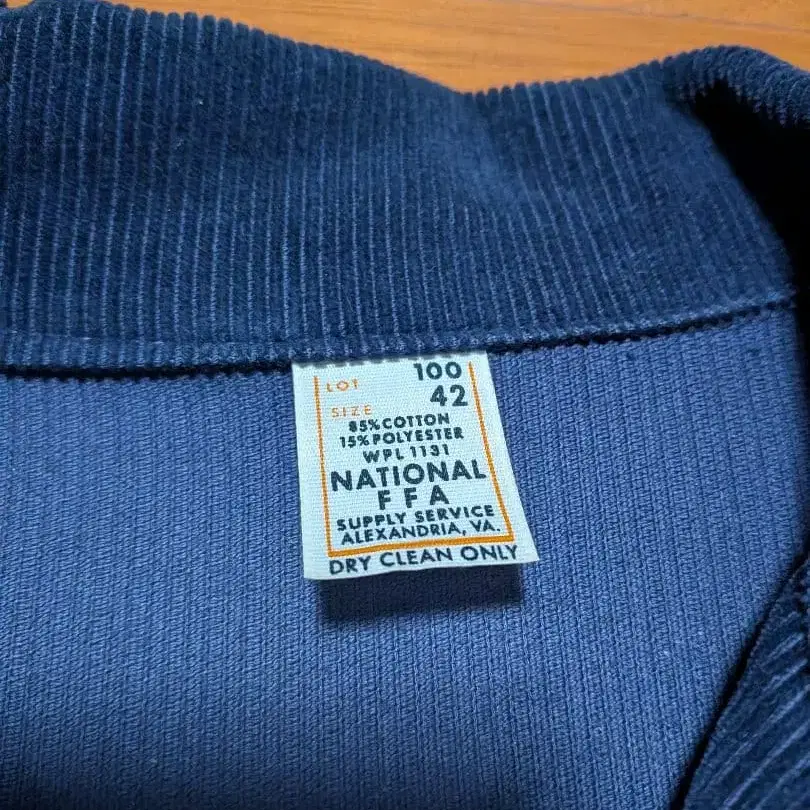 LOT 100
SIZE 42
85% COTTON
15% POLYESTER
WPL 1131
NATIONAL
FFA
SUPPLY SERVICE
ALEXANDRIA, VA.
DRY CLEAN ONLY